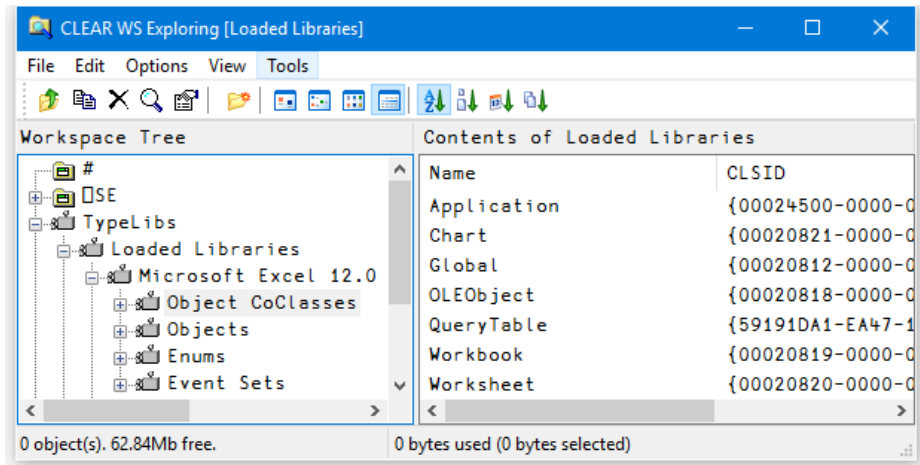 CLEAR WS Exploring [Loaded Libraries]
File Edit Options View Tools
Workspace Tree
#
⎕SE
TypeLibs
Loaded Libraries
Microsoft Excel 12.0
Object CoClasses
Objects
Enums
Event Sets
Contents of Loaded Libraries
Name CLSID
Application {00024500-0000-0
Chart {00020821-0000-0
Global {00020812-0000-0
OLEObject {00020818-0000-0
QueryTable {59191DA1-EA47-1
Workbook {00020819-0000-0
Worksheet {00020820-0000-0
0 object(s). 62.84Mb free. 0 bytes used (0 bytes selected)